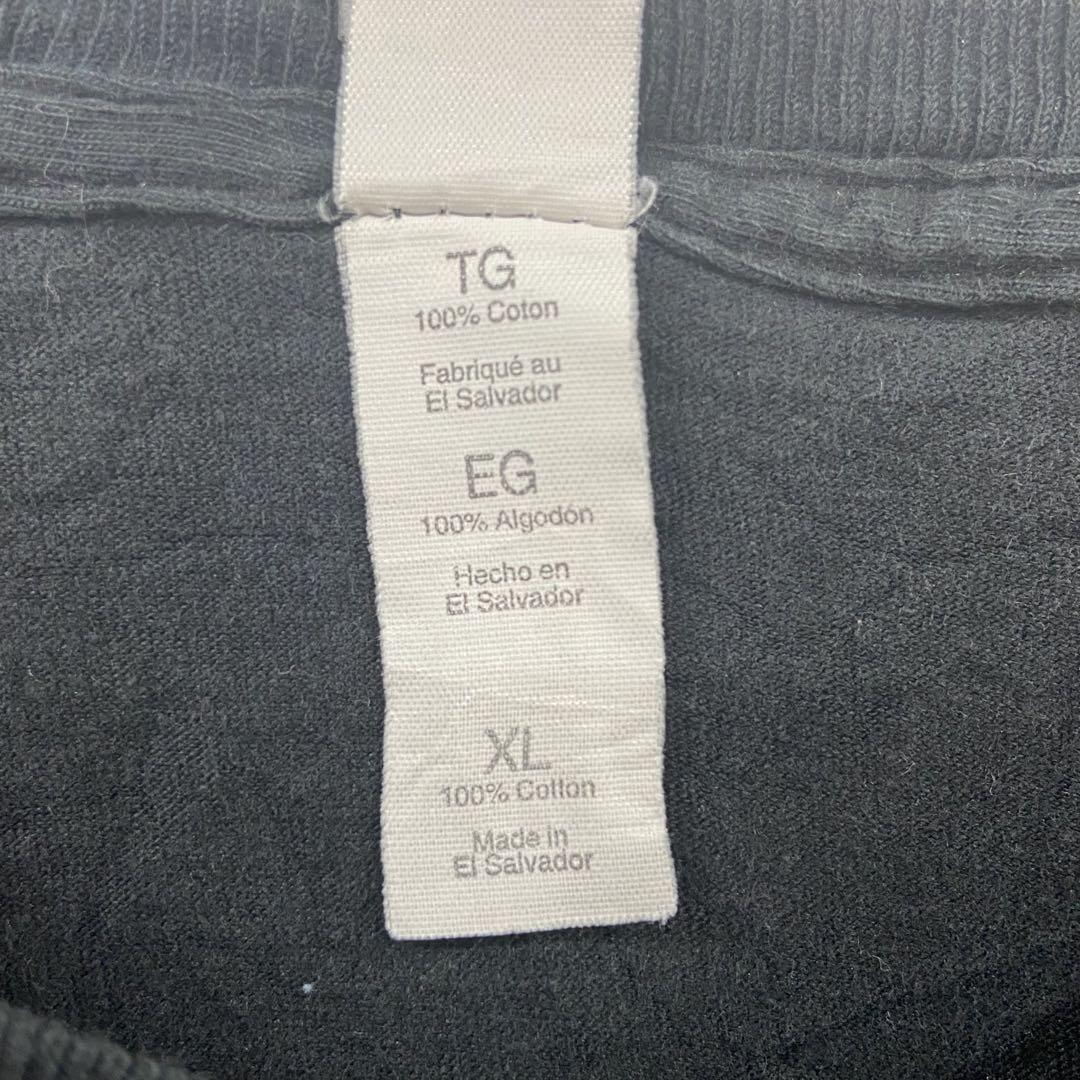 TG
100% Coton
Fabriqué au
El Salvador
EG
100% Algodón
Hecho en
El Salvador
XL
100% Cotton
Made in
El Salvador